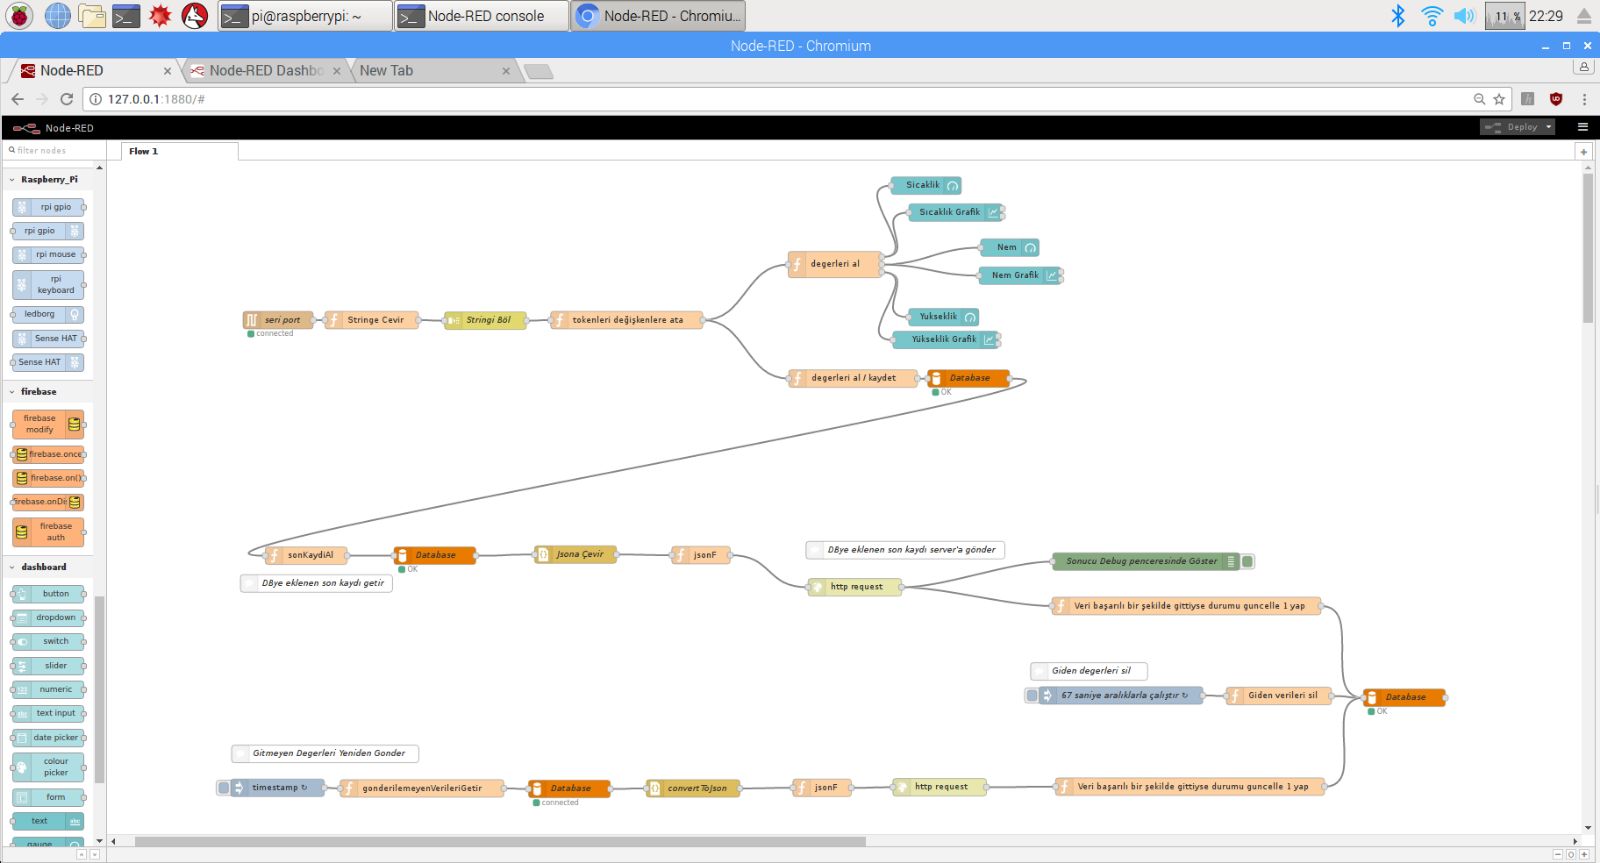 pi@raspberrypi: ~
Node-RED console
Node-RED - Chromiu...
11 %
22:29
Node-RED - Chromium
Node-RED
Node-RED Dashbo
New Tab
127.0.0.1:1880/#
Node-RED
Deploy
filter nodes
Flow 1
Raspberry_Pi
rpi gpio
rpi gpio
rpi mouse
rpi
keyboard
ledborg
Sense HAT
Sense HAT
firebase
firebase
modify
firebase.once
firebase.on()
firebase.onDis
firebase
auth
dashboard
button
dropdown
switch
slider
numeric
text input
date picker
colour
picker
form
text
gauge
Sıcaklik
Sıcaklık Grafik
Nem
Nem Grafik
Yukseklik
Yükseklik Grafik
degerleri al
seri port
connected
Stringe Cevir
Stringi Böl
tokenleri değişkenlere ata
degerleri al / kaydet
Database
OK
sonKaydiAl
Database
OK
Jsona Çevir
jsonF
DBye eklenen son kaydı getir
DBye eklenen son kaydı server'a gönder
http request
Sonucu Debug penceresinde Göster
Veri başarılı bir şekilde gittiyse durumu guncelle 1 yap
Giden degerleri sil
67 saniye aralıklarla çalıştır ↻
Giden verileri sil
Database
OK
Gitmeyen Degerleri Yeniden Gonder
timestamp ↻
gonderilemeyenVerileriGetir
Database
connected
convertToJson
jsonF
http request
Veri başarılı bir şekilde gittiyse durumu guncelle 1 yap